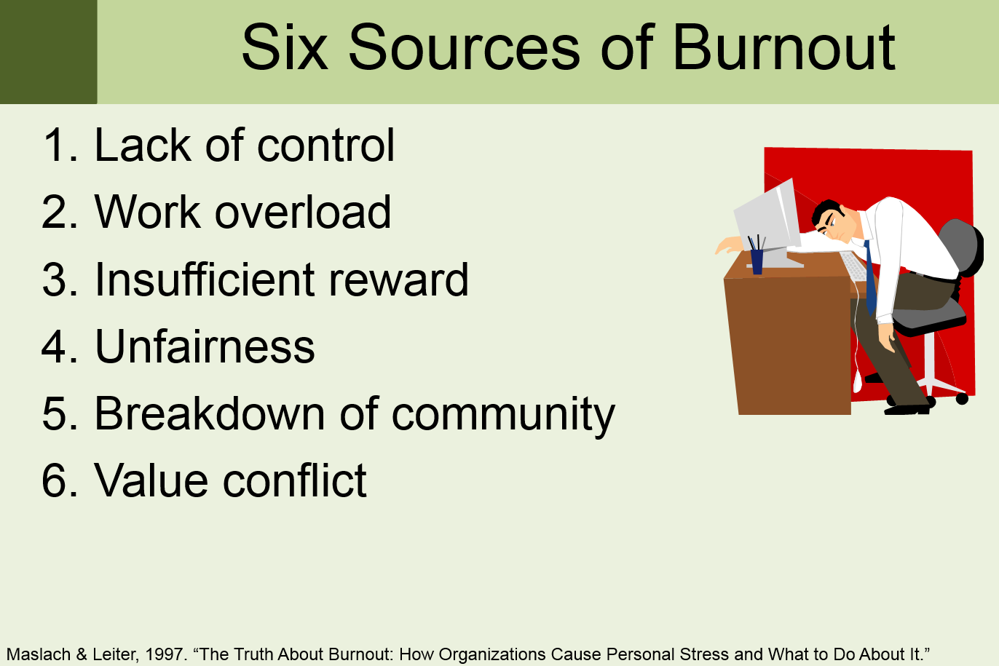 Six Sources of Burnout
1. Lack of control
2. Work overload
3. Insufficient reward
4. Unfairness
5. Breakdown of community
6. Value conflict
Maslach & Leiter, 1997. “The Truth About Burnout: How Organizations Cause Personal Stress and What to Do About It.”